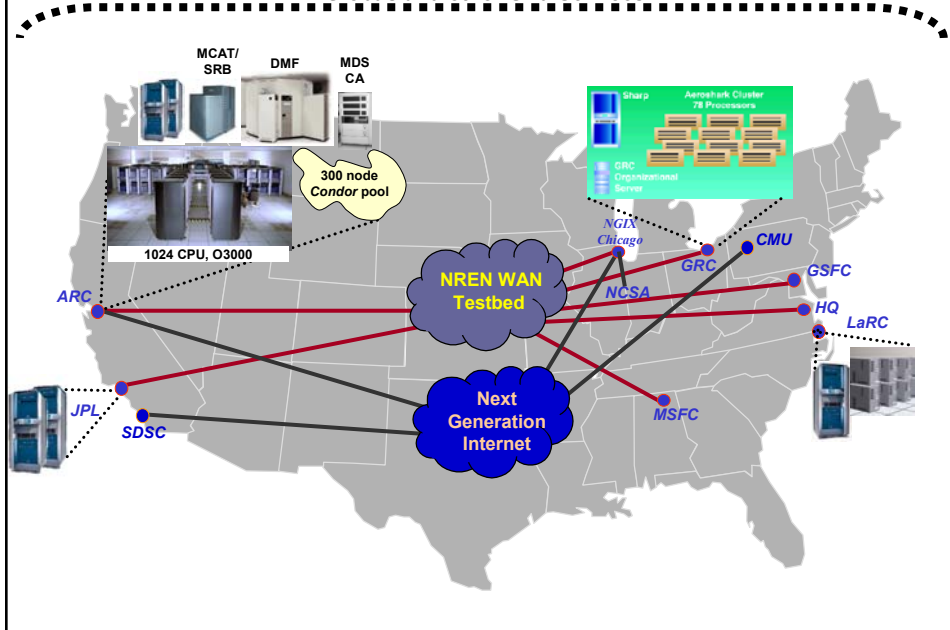 MCAT/
SRB
DMF
MDS
CA
300 node
Condor pool
1024 CPU, O3000
Sharp
Aeroshark Cluster
78 Processors
GRC
Organizational
Server
NGIX
Chicago
CMU
GRC
GSFC
NREN WAN
Testbed
NCSA
ARC
HQ
LaRC
JPL
SDSC
Next
Generation
Internet
MSFC